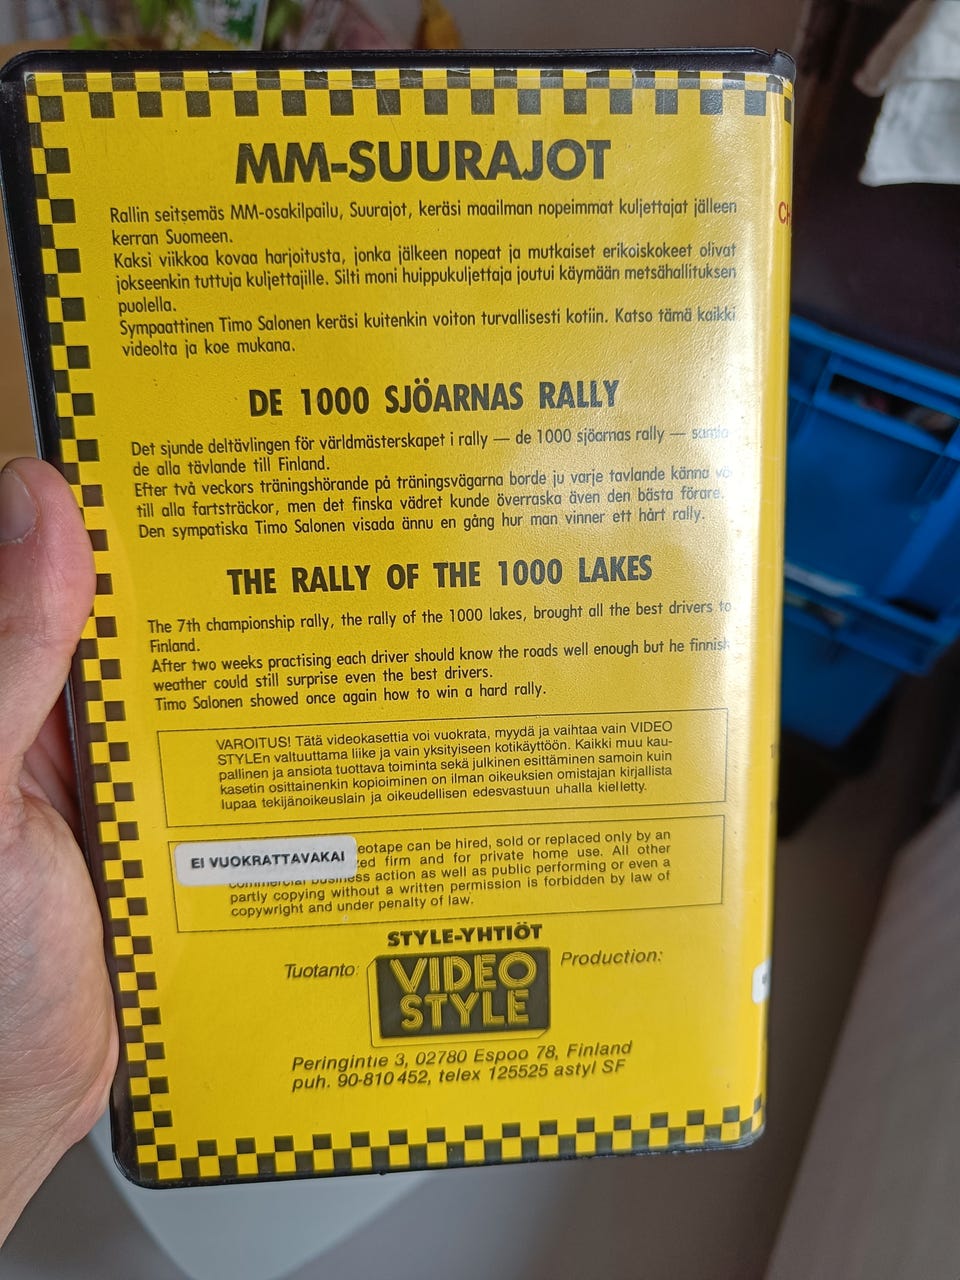 MM-SUURAJOT
Rallin seitsemäs MM-osakilpailu, Suurajot, keräsi maailman nopeimmat kuljettajat jälleen
kerran Suomeen.
Kaksi viikkoa kovaa harjoitusta, jonka jälkeen nopeat ja mutkaiset erikoiskokeet olivat
jokseenkin tuttuja kuljettajille. Silti moni huippukuljettaja joutui käymään metsähallituksen
puolella.
Sympaattinen Timo Salonen keräsi kuitenkin voiton turvallisesti kotiin. Katso tämä kaikki
videolta ja koe mukana.
DE 1000 SJÖARNAS RALLY
Det sjunde deltävlingen för världmästerskapet i rally — de 1000 sjöarnas rally —
de alla tävlande till Finland.
Efter två veckors träningshörande på träningsvägarna borde ju varje tavlande känna
till alla fartsträckor, men det finska vädret kunde överraska även den bästa förare.
Den sympatiska Timo Salonen visada ännu en gång hur man vinner ett hårt rally.
THE RALLY OF THE 1000 LAKES
The 7th championship rally, the rally of the 1000 lakes, brought all the best drivers to
Finland.
After two weeks practising each driver should know the roads well enough but he finnish
weather could still surprise even the best drivers.
Timo Salonen showed once again how to win a hard rally.
VAROITUS! Tätä videokasettia voi vuokrata, myydä ja vaihtaa vain VIDEO
STYLEn valtuuttama liike ja vain yksityiseen kotikäyttöön. Kaikki muu kau-
pallinen ja ansiota tuottava toiminta sekä julkinen esittäminen samoin kuin
kasetin osittainenkin kopioiminen on ilman oikeuksien omistajan kirjallista
lupaa tekijänoikeuslain ja oikeudellisen edesvastuun uhalla kielletty.
eotape can be hired, sold or replaced only by an
EI VUOKRATTAVAKAI zed firm and for private home use. All other
commercial business action as well as public performing or even a
partly copying without a written permission is forbidden by law of
copywright and under penalty of law.
STYLE-YHTIÖT
Tuotanto: VIDEO STYLE Production:
Peringintie 3, 02780 Espoo 78, Finland
puh. 90-810 452, telex 125525 astyl SF